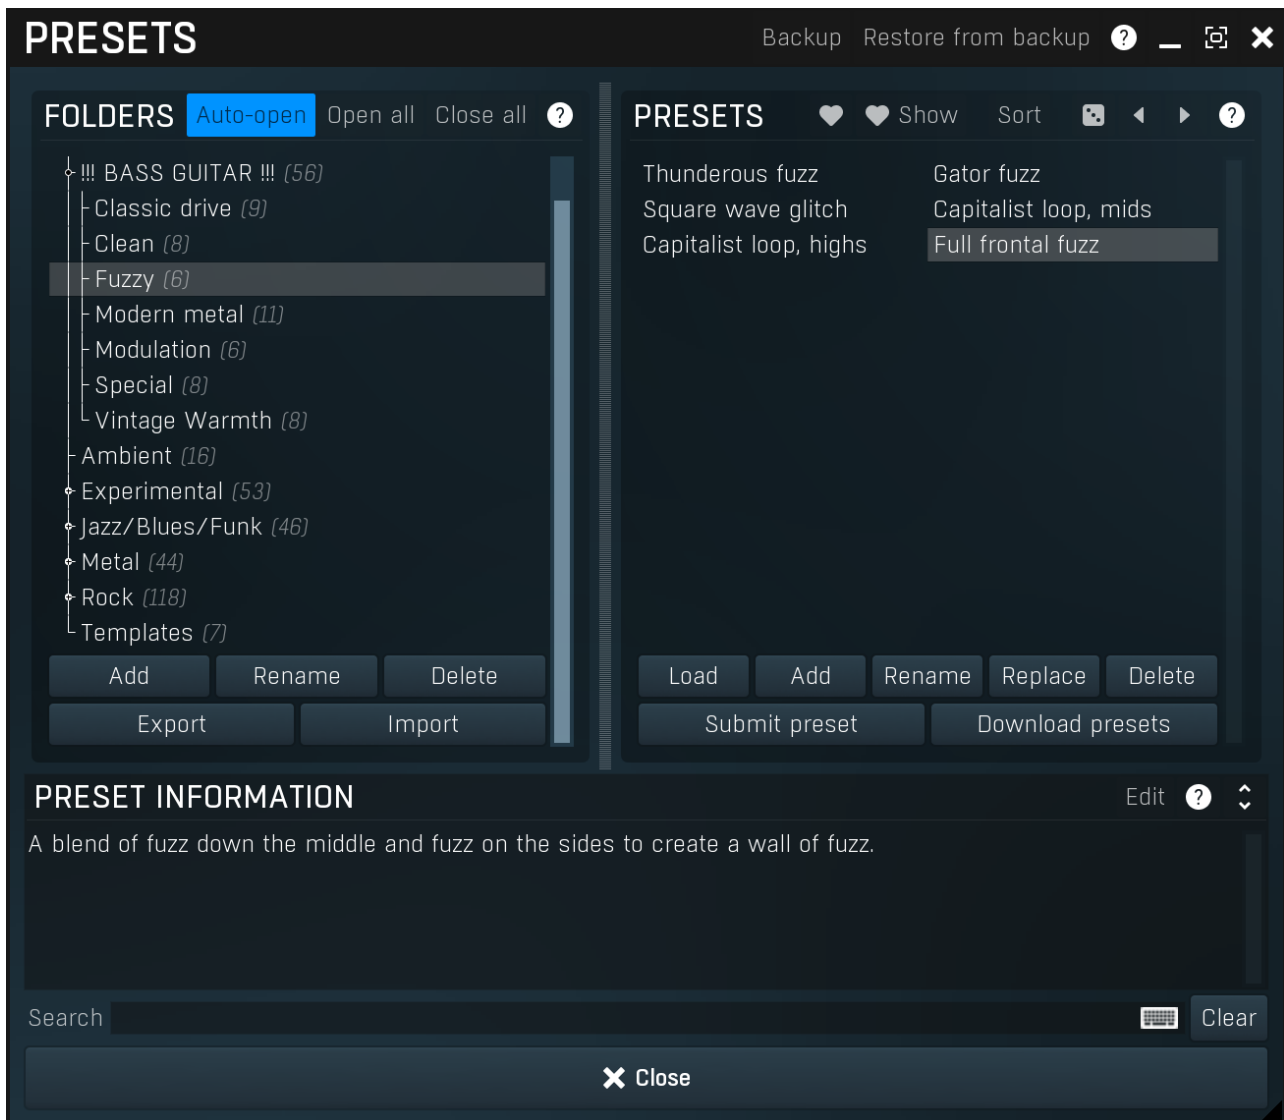 PRESETS Backup Restore from backup ?
FOLDERS Auto-open Open all Close all ?
!!! BASS GUITAR !!! (56)
Classic drive (9)
Clean (8)
Fuzzy (6)
Modern metal (11)
Modulation (6)
Special (8)
Vintage Warmth (8)
Ambient (16)
Experimental (53)
Jazz/Blues/Funk (46)
Metal (44)
Rock (118)
Templates (7)
Add Rename Delete
Export Import
PRESETS Show Sort ?
Thunderous fuzz Gator fuzz
Square wave glitch Capitalist loop, mids
Capitalist loop, highs Full frontal fuzz
Load Add Rename Replace Delete
Submit preset Download presets
PRESET INFORMATION Edit ?
A blend of fuzz down the middle and fuzz on the sides to create a wall of fuzz.
Search Clear
Close